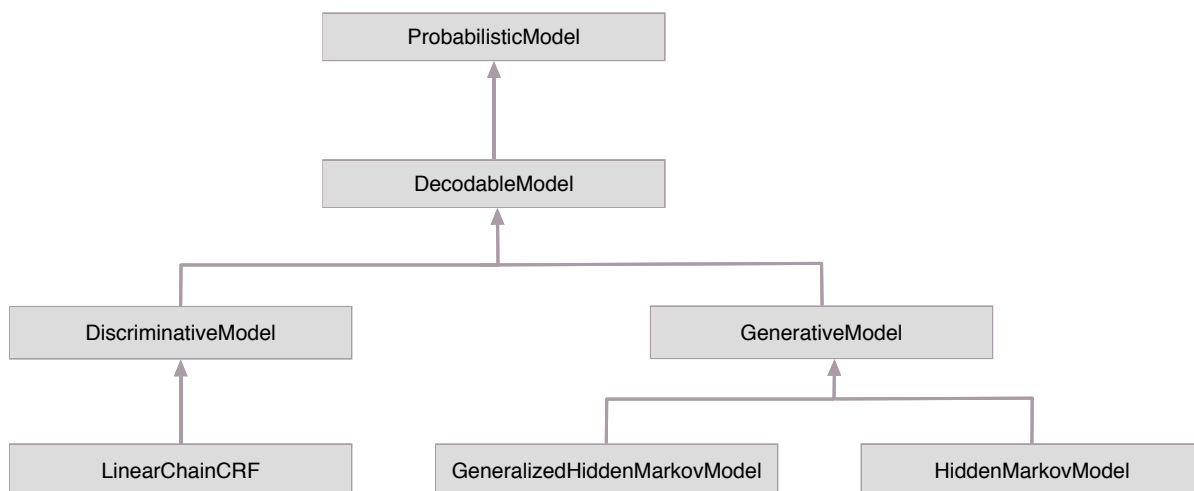 ProbabilisticModel
DecodableModel
DiscriminativeModel
GenerativeModel
LinearChainCRF
GeneralizedHiddenMarkovModel
HiddenMarkovModel